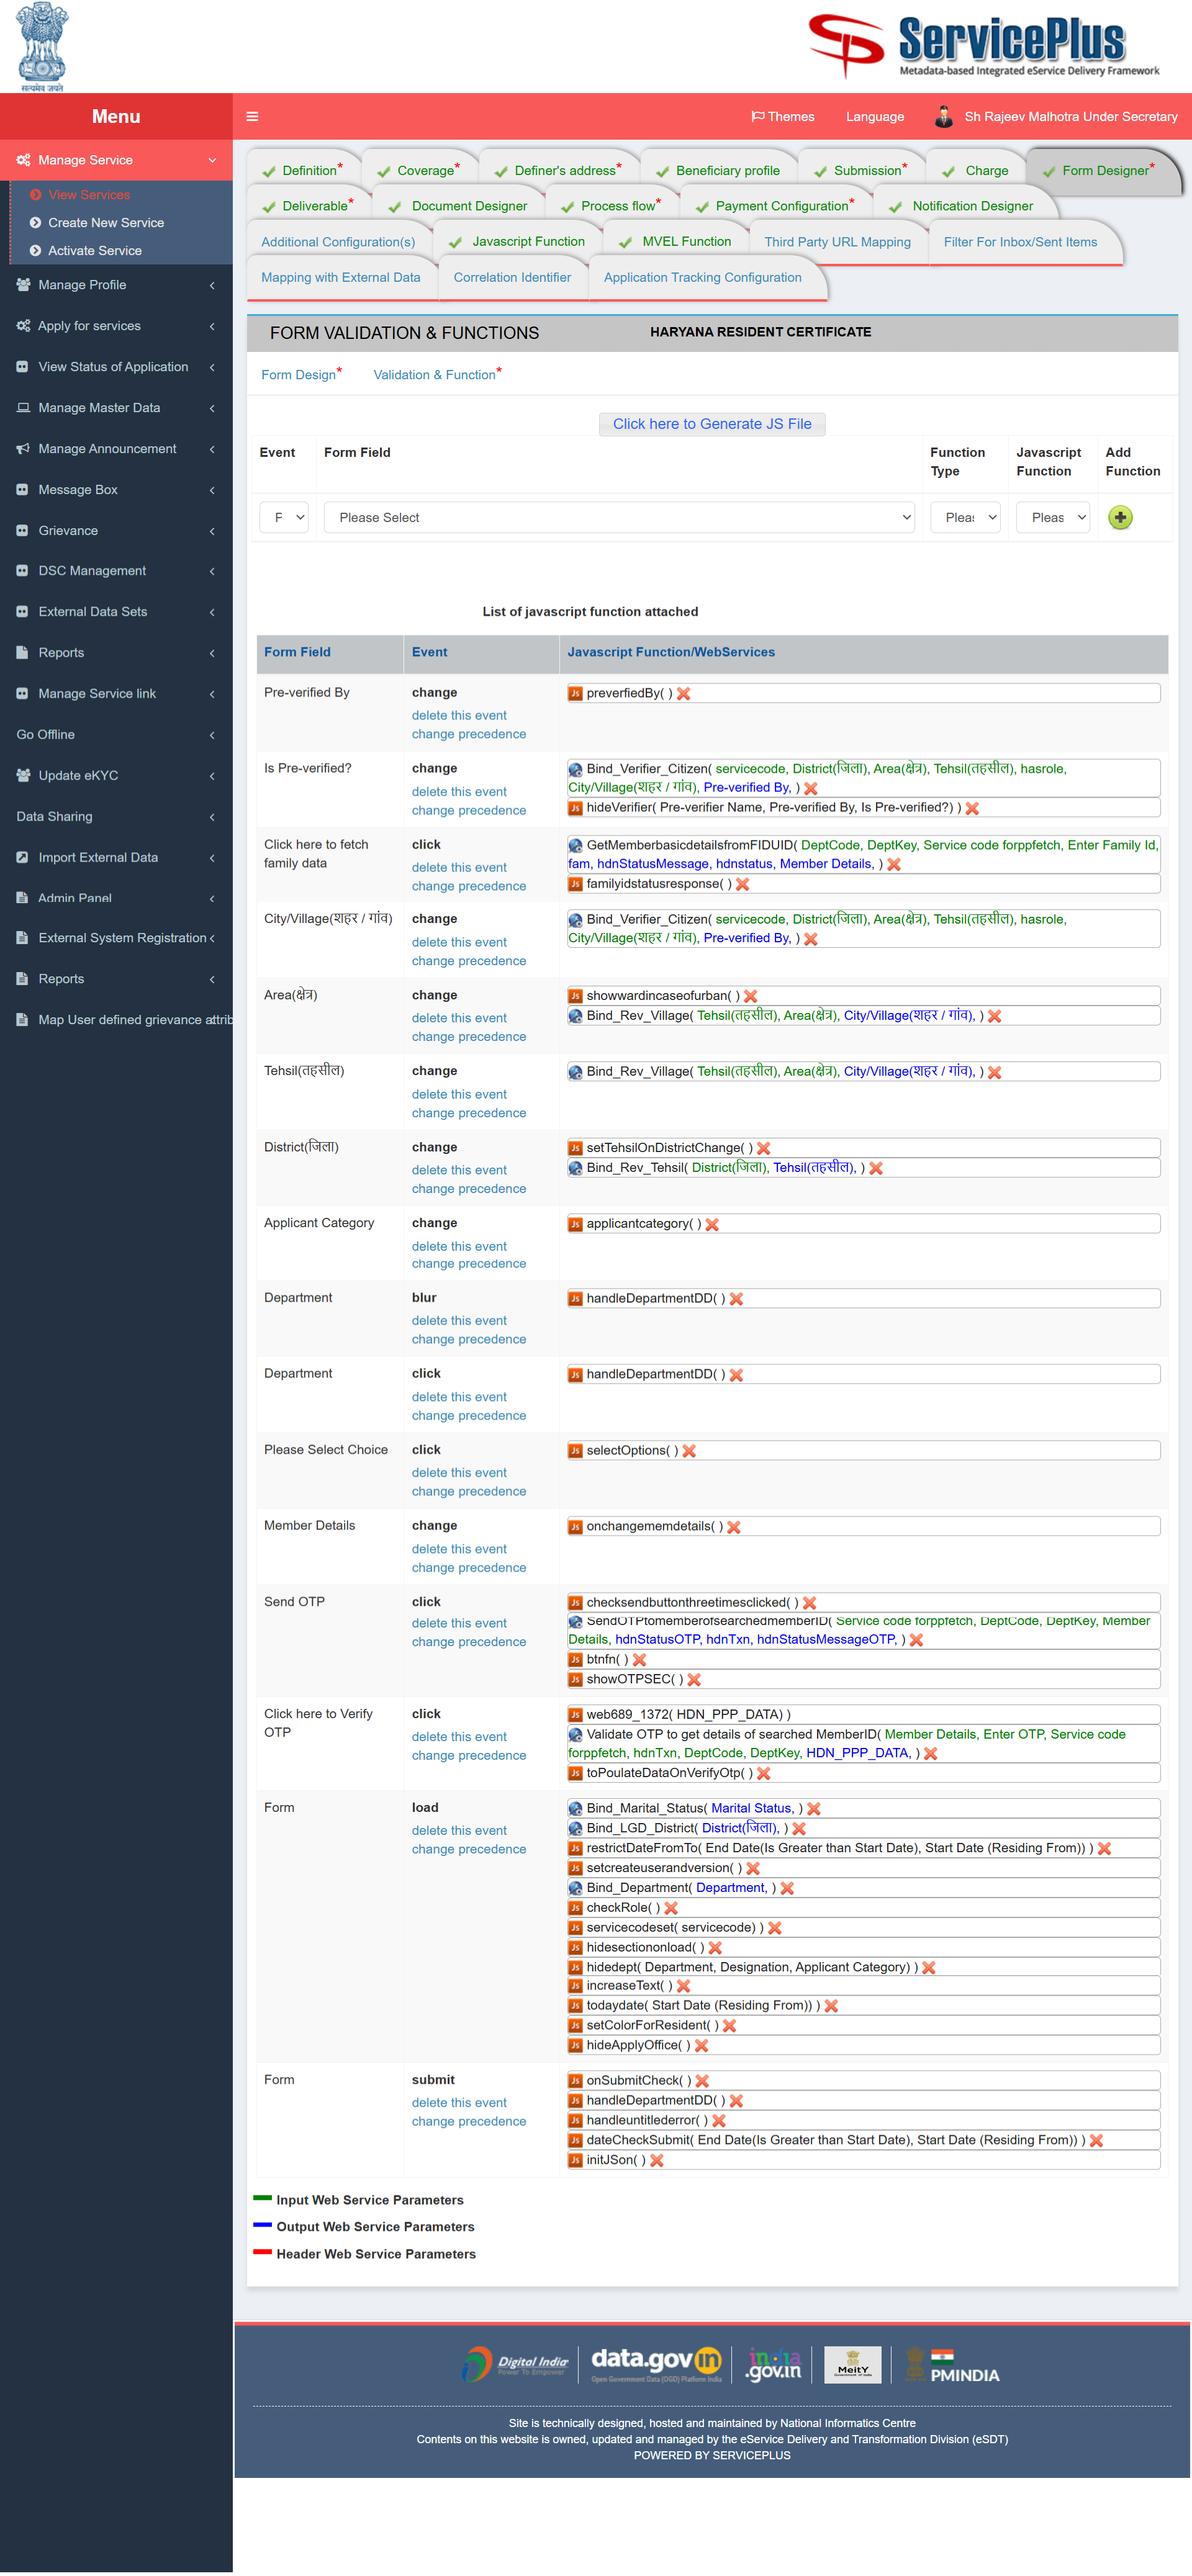 सत्यमेव जयते
ServicePlus
Metadata-based Integrated eService Delivery Framework
Menu
Themes
Language
Sh Rajeev Malhotra Under Secretary
Manage Service
View Services
Create New Service
Activate Service
Manage Profile
Apply for services
View Status of Application
Manage Master Data
Manage Announcement
Message Box
Grievance
DSC Management
External Data Sets
Reports
Manage Service link
Go Offline
Update eKYC
Data Sharing
Import External Data
Admin Panel
External System Registration
Reports
Map User defined grievance attrib
Definition* Coverage* Definer's address* Beneficiary profile Submission* Charge Form Designer*
Deliverable* Document Designer Process flow* Payment Configuration* Notification Designer
Additional Configuration(s) Javascript Function MVEL Function Third Party URL Mapping Filter For Inbox/Sent Items
Mapping with External Data Correlation Identifier Application Tracking Configuration
FORM VALIDATION & FUNCTIONS HARYANA RESIDENT CERTIFICATE
Form Design* Validation & Function*
Click here to Generate JS File
Event Form Field Function Type Javascript Function Add Function
F Please Select Pleas Pleas
List of javascript function attached
Form Field Event Javascript Function/WebServices
Pre-verified By change preverfiedBy( )
delete this event
change precedence
Is Pre-verified? change Bind_Verifier_Citizen( servicecode, District(जिला), Area(क्षेत्र), Tehsil(तहसील), hasrole,
City/Village(शहर / गांव), Pre-verified By, )
delete this event
change precedence
hideVerifier( Pre-verifier Name, Pre-verified By, Is Pre-verified?) )
Click here to fetch family data click GetMemberbasicdetailsfromFIDUID( DeptCode, DeptKey, Service code forppfetch, Enter Family Id,
fam, hdnStatusMessage, hdnstatus, Member Details, )
delete this event
change precedence
familyidstatusresponse( )
City/Village(शहर / गांव) change Bind_Verifier_Citizen( servicecode, District(जिला), Area(क्षेत्र), Tehsil(तहसील), hasrole,
City/Village(शहर / गांव), Pre-verified By, )
delete this event
change precedence
Area(क्षेत्र) change showwardincaseofurban( )
Bind_Rev_Village( Tehsil(तहसील), Area(क्षेत्र), City/Village(शहर / गांव), )
delete this event
change precedence
Tehsil(तहसील) change Bind_Rev_Village( Tehsil(तहसील), Area(क्षेत्र), City/Village(शहर / गांव), )
delete this event
change precedence
District(जिला) change setTehsilOnDistrictChange( )
Bind_Rev_Tehsil( District(जिला), Tehsil(तहसील), )
delete this event
change precedence
Applicant Category change applicantcategory( )
delete this event
change precedence
Department blur handleDepartmentDD( )
delete this event
change precedence
Department click handleDepartmentDD( )
delete this event
change precedence
Please Select Choice click selectOptions( )
delete this event
change precedence
Member Details change onchangememdetails( )
delete this event
change precedence
Send OTP click checksendbuttonthreetimesclicked( )
delete this event
change precedence
SendOTPtomemberofsearchedmemberID( Service code forppfetch, DeptCode, DeptKey, Member
Details, hdnStatusOTP, hdnTxn, hdnStatusMessageOTP, )
btnfn( )
showOTPSEC( )
Click here to Verify OTP click web689_1372( HDN_PPP_DATA) )
delete this event
change precedence
Validate OTP to get details of searched MemberID( Member Details, Enter OTP, Service code
forppfetch, hdnTxn, DeptCode, DeptKey, HDN_PPP_DATA, )
toPoulateDataOnVerifyOtp( )
Form load Bind_Marital_Status( Marital Status, )
delete this event
change precedence
Bind_LGD_District( District(जिला), )
restrictDateFromTo( End Date(Is Greater than Start Date), Start Date (Residing From)) )
setcreateuserandversion( )
Bind_Department( Department, )
checkRole( )
servicecodeset( servicecode) )
hidesectiononload( )
hidedept( Department, Designation, Applicant Category) )
increaseText( )
todaydate( Start Date (Residing From)) )
setColorForResident( )
hideApplyOffice( )
Form submit onSubmitCheck( )
delete this event
change precedence
handleDepartmentDD( )
handleuntitlederror( )
dateCheckSubmit( End Date(Is Greater than Start Date), Start Date (Residing From)) )
initJSon( )
Input Web Service Parameters
Output Web Service Parameters
Header Web Service Parameters
Digital India
Power To Empower
data.gov in
Open Government Data (OGD) Platform India
india
.gov.in
MeitY
PMINDIA
Site is technically designed, hosted and maintained by National Informatics Centre
Contents on this website is owned, updated and managed by the eService Delivery and Transformation Division (eSDT)
POWERED BY SERVICEPLUS